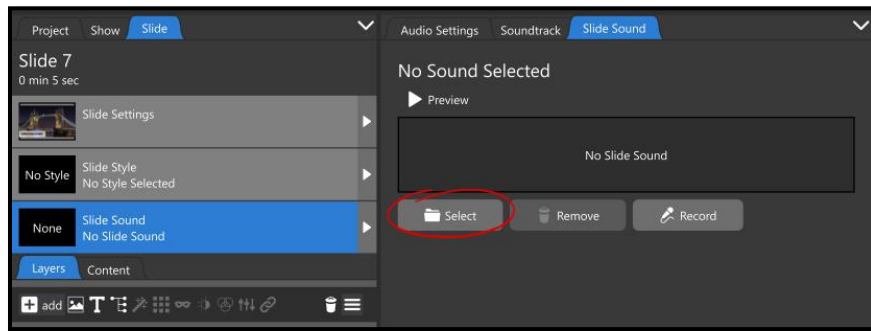 Project Show Slide
Slide 7
0 min 5 sec
Slide Settings
No Style
Slide Style
No Style Selected
None
Slide Sound
No Slide Sound
Layers Content
add
Audio Settings Soundtrack Slide Sound
No Sound Selected
Preview
No Slide Sound
Select Remove Record